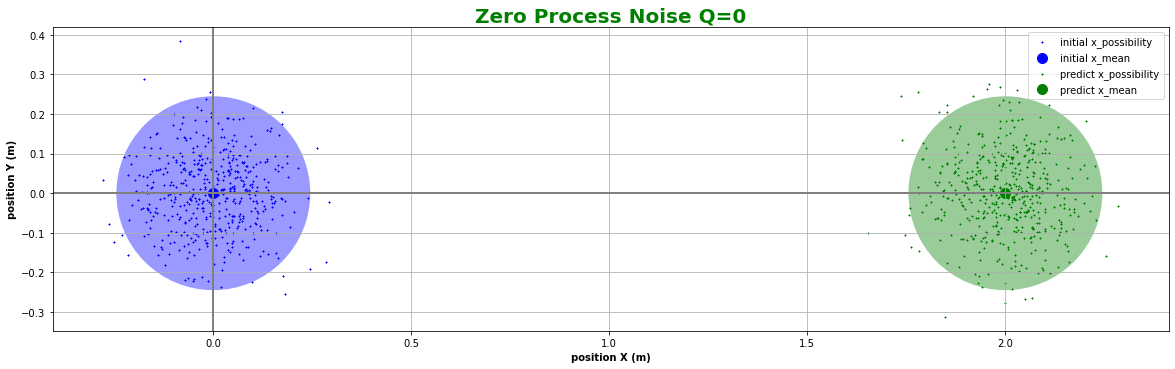 Zero Process Noise Q=0
initial x_possibility
initial x_mean
predict x_possibility
predict x_mean
position Y (m)
0.4
0.3
0.2
0.1
0.0
−0.1
−0.2
−0.3
0.0 0.5 1.0 1.5 2.0
position X (m)